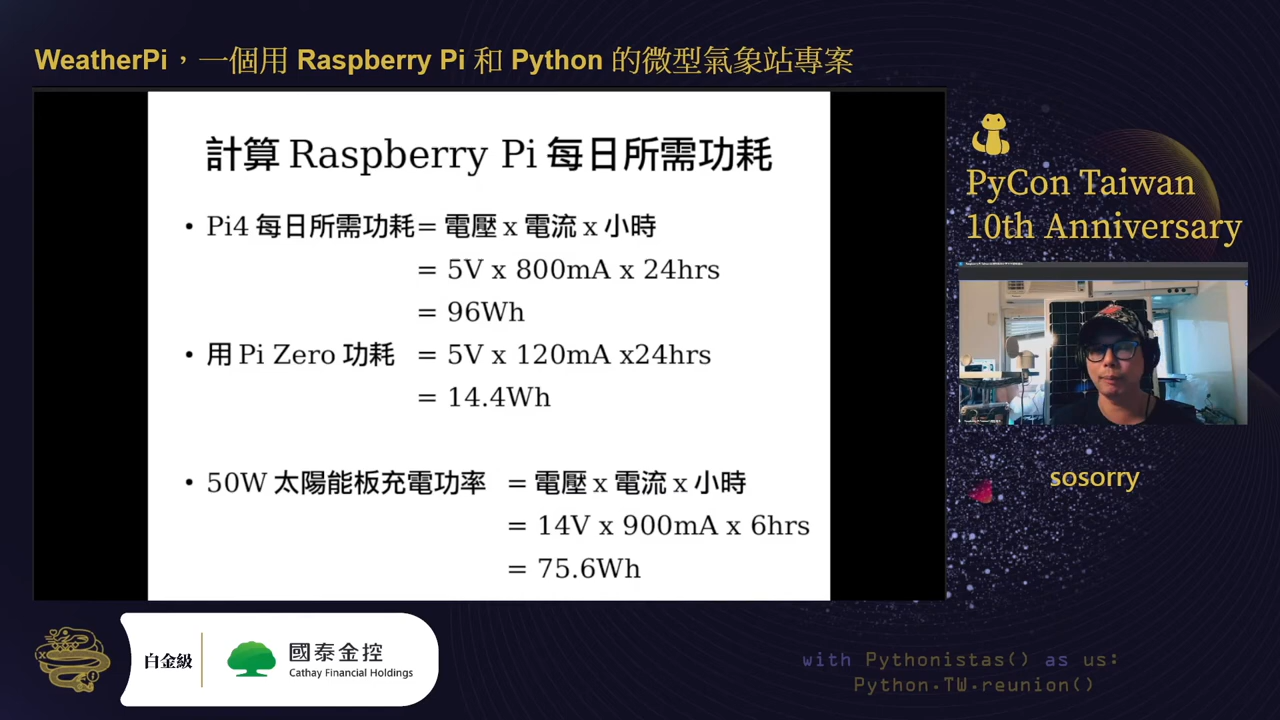 WeatherPi，一個用 Raspberry Pi 和 Python 的微型氣象站專案
計算 Raspberry Pi 每日所需功耗
• Pi4 每日所需功耗= 電壓 x 電流 x 小時
= 5V x 800mA x 24hrs
= 96Wh
• 用 Pi Zero 功耗 = 5V x 120mA x24hrs
= 14.4Wh
• 50W 太陽能板充電功率 = 電壓 x 電流 x 小時
= 14V x 900mA x 6hrs
= 75.6Wh
PyCon Taiwan
10th Anniversary
sosorry
白金級
國泰金控
Cathay Financial Holdings
with Pythonistas() as us:
Python.TW.reunion()